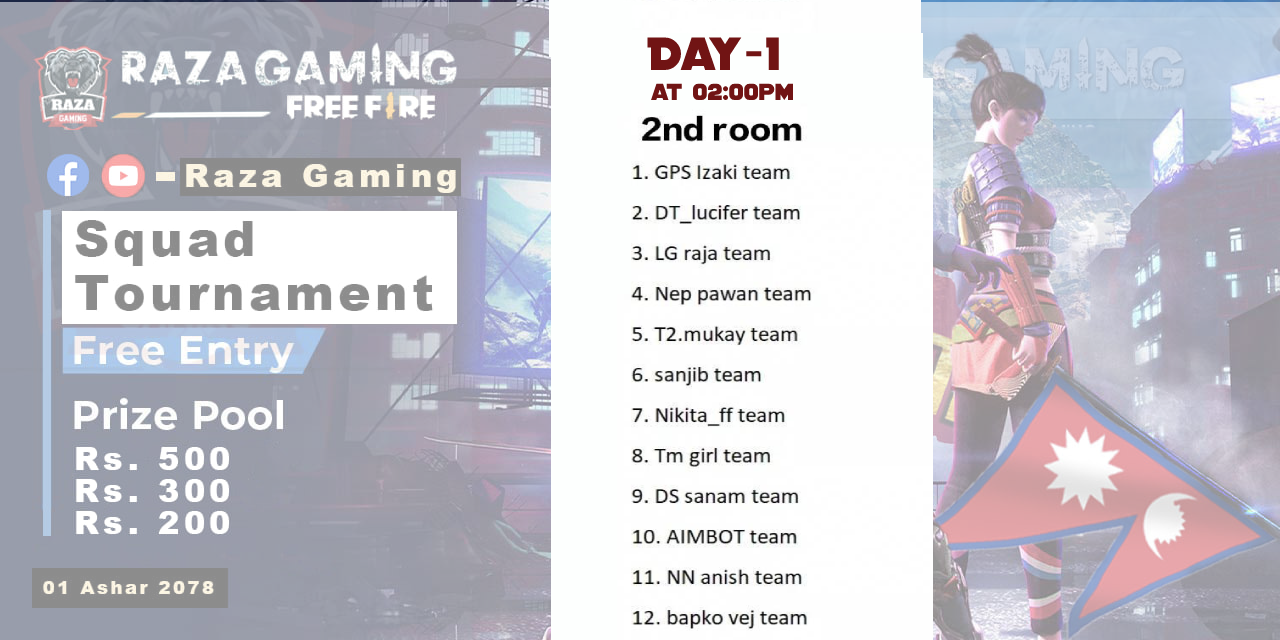 RAZA GAMING
FREE FIRE
RAZA
GAMING
Raza Gaming
Squad
Tournament
Free Entry
Prize Pool
Rs. 500
Rs. 300
Rs. 200
01 Ashar 2078
DAY-1
AT 02:00PM
2nd room
1. GPS Izaki team
2. DT_lucifer team
3. LG raja team
4. Nep pawan team
5. T2.mukay team
6. sanjib team
7. Nikita_ff team
8. Tm girl team
9. DS sanam team
10. AIMBOT team
11. NN anish team
12. bapko vej team
GAMING